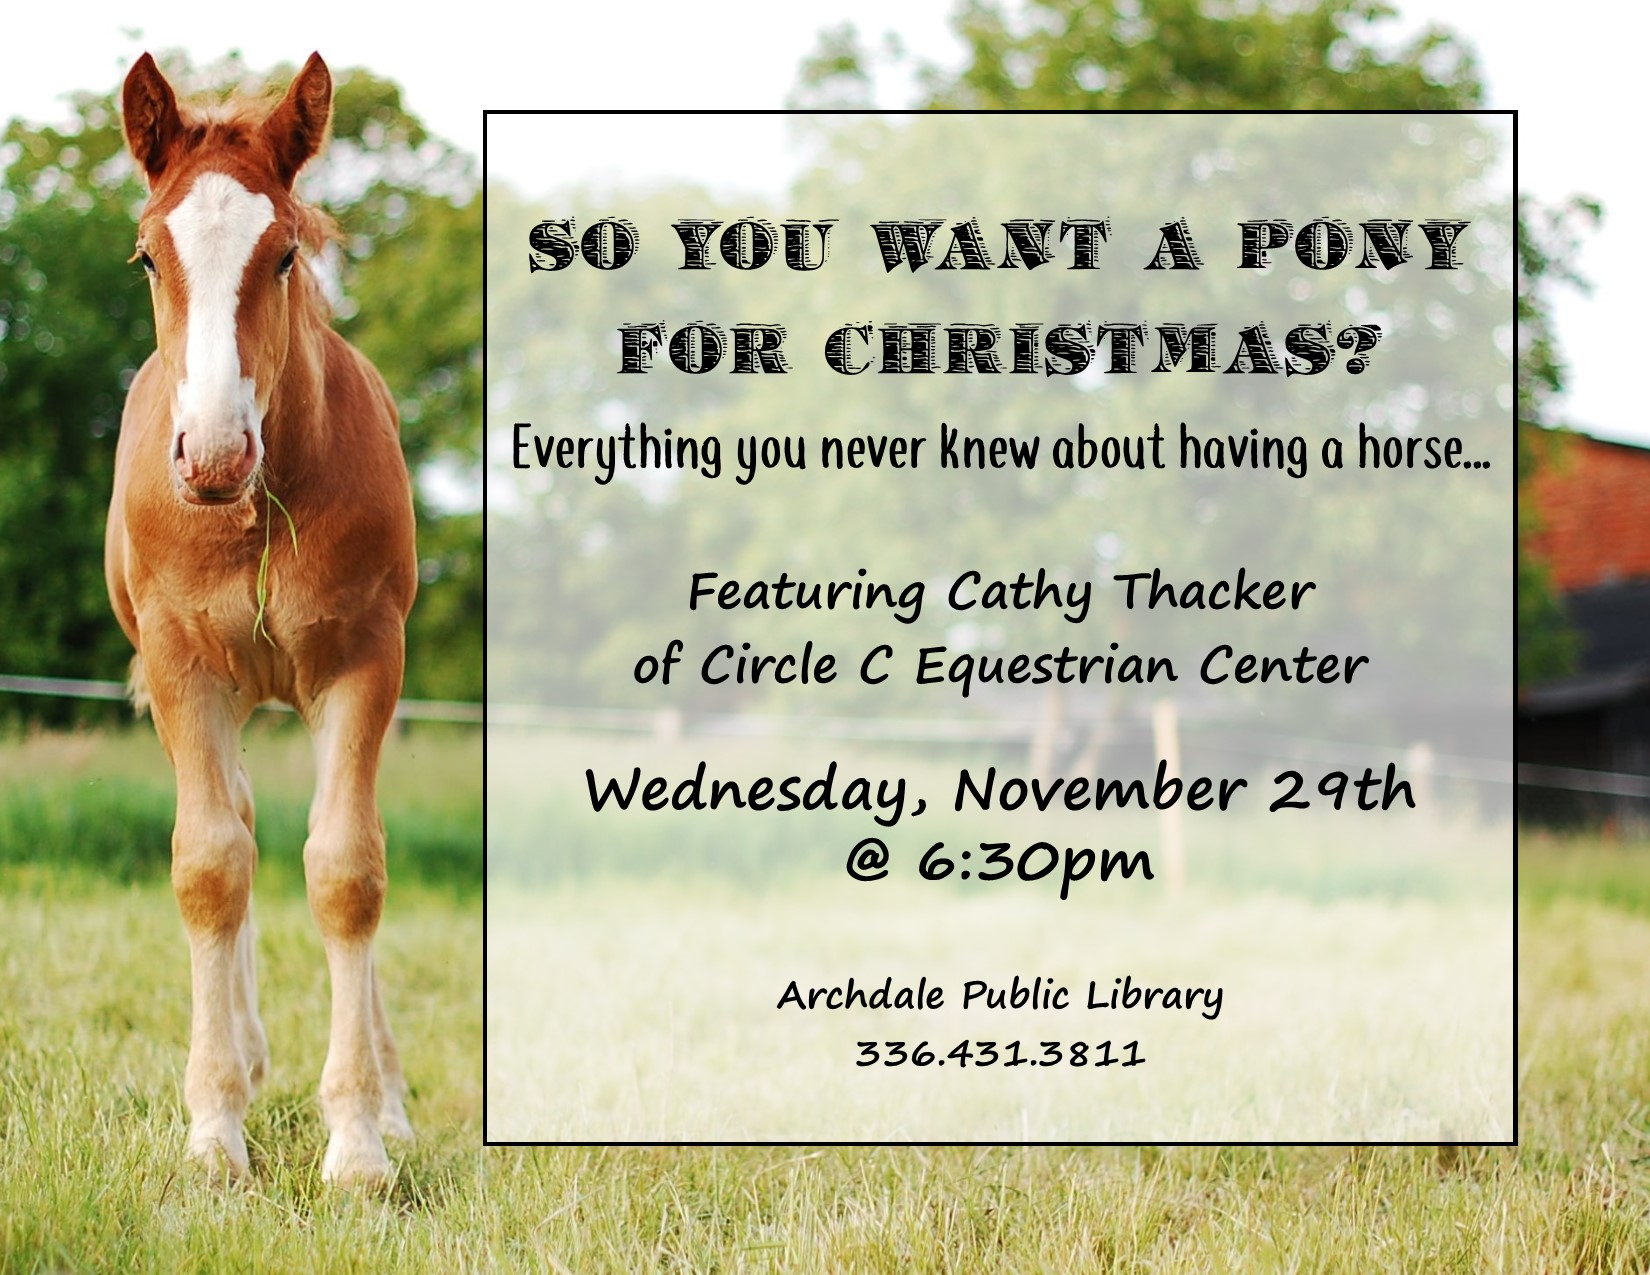 SO YOU WANT A PONY
FOR CHRISTMAS?
Everything you never knew about having a horse...
Featuring Cathy Thacker
of Circle C Equestrian Center
Wednesday, November 29th
@ 6:30pm
Archdale Public Library
336.431.3811